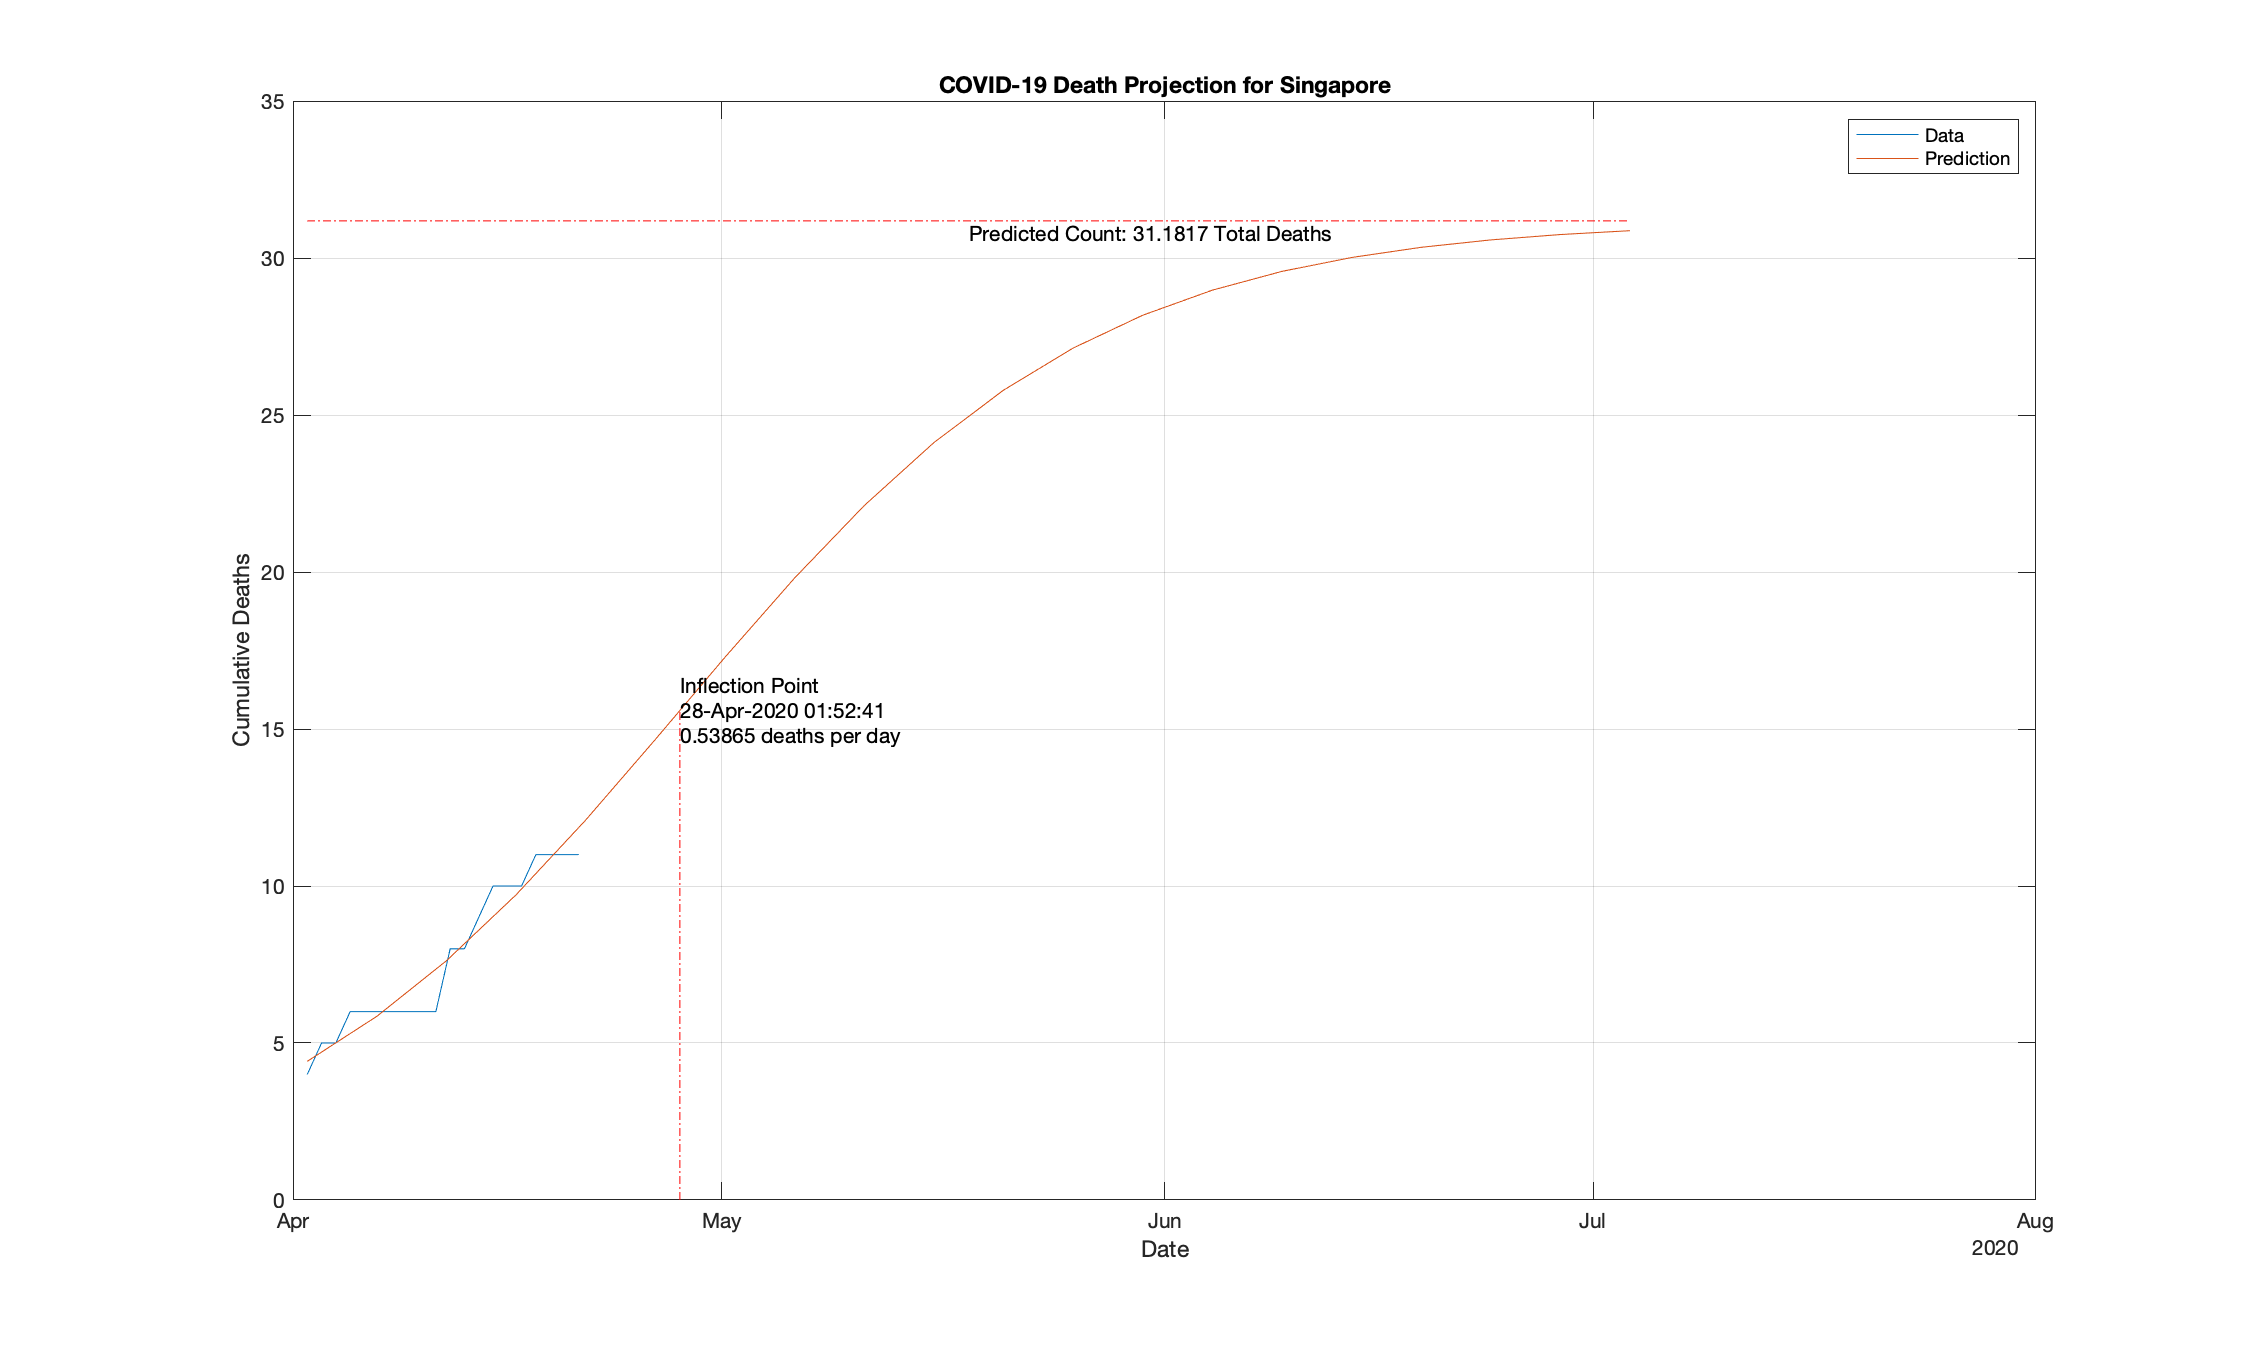 COVID-19 Death Projection for Singapore
35
30
25
20
15
10
5
0
Cumulative Deaths
Data
Prediction
Predicted Count: 31.1817 Total Deaths
Inflection Point
28-Apr-2020 01:52:41
0.53865 deaths per day
Apr May Jun Jul Aug
Date
2020